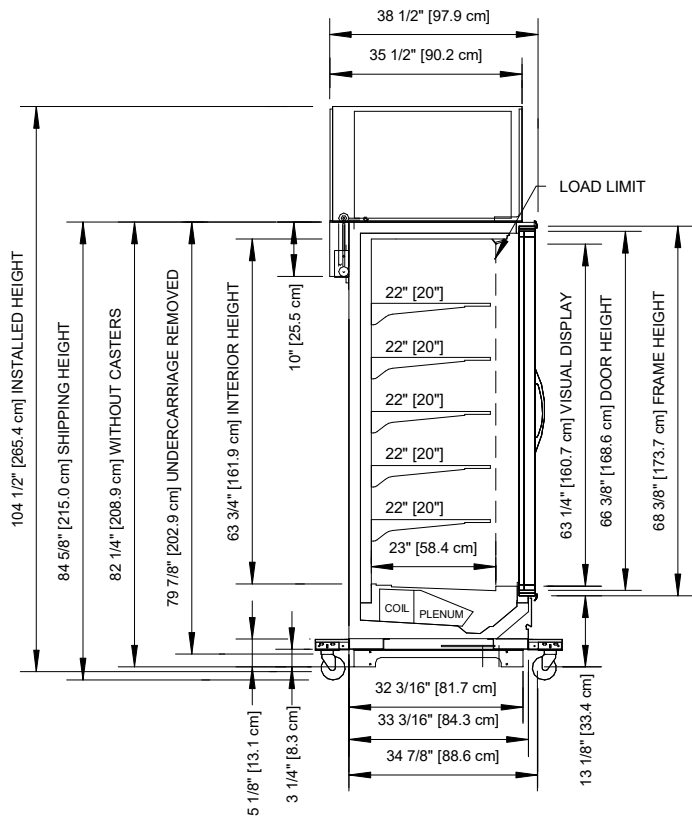 38 1/2" [97.9 cm]
35 1/2" [90.2 cm]
LOAD LIMIT
104 1/2" [265.4 cm] INSTALLED HEIGHT
84 5/8" [215.0 cm] SHIPPING HEIGHT
82 1/4" [208.9 cm] WITHOUT CASTERS
79 7/8" [202.9 cm] UNDERCARRIAGE REMOVED
63 3/4" [161.9 cm] INTERIOR HEIGHT
10" [25.5 cm]
22" [20"]
22" [20"]
22" [20"]
22" [20"]
22" [20"]
23" [58.4 cm]
63 1/4" [160.7 cm] VISUAL DISPLAY
66 3/8" [168.6 cm] DOOR HEIGHT
68 3/8" [173.7 cm] FRAME HEIGHT
COIL
PLENUM
5 1/8" [13.1 cm]
3 1/4" [8.3 cm]
32 3/16" [81.7 cm]
33 3/16" [84.3 cm]
34 7/8" [88.6 cm]
13 1/8" [33.4 cm]